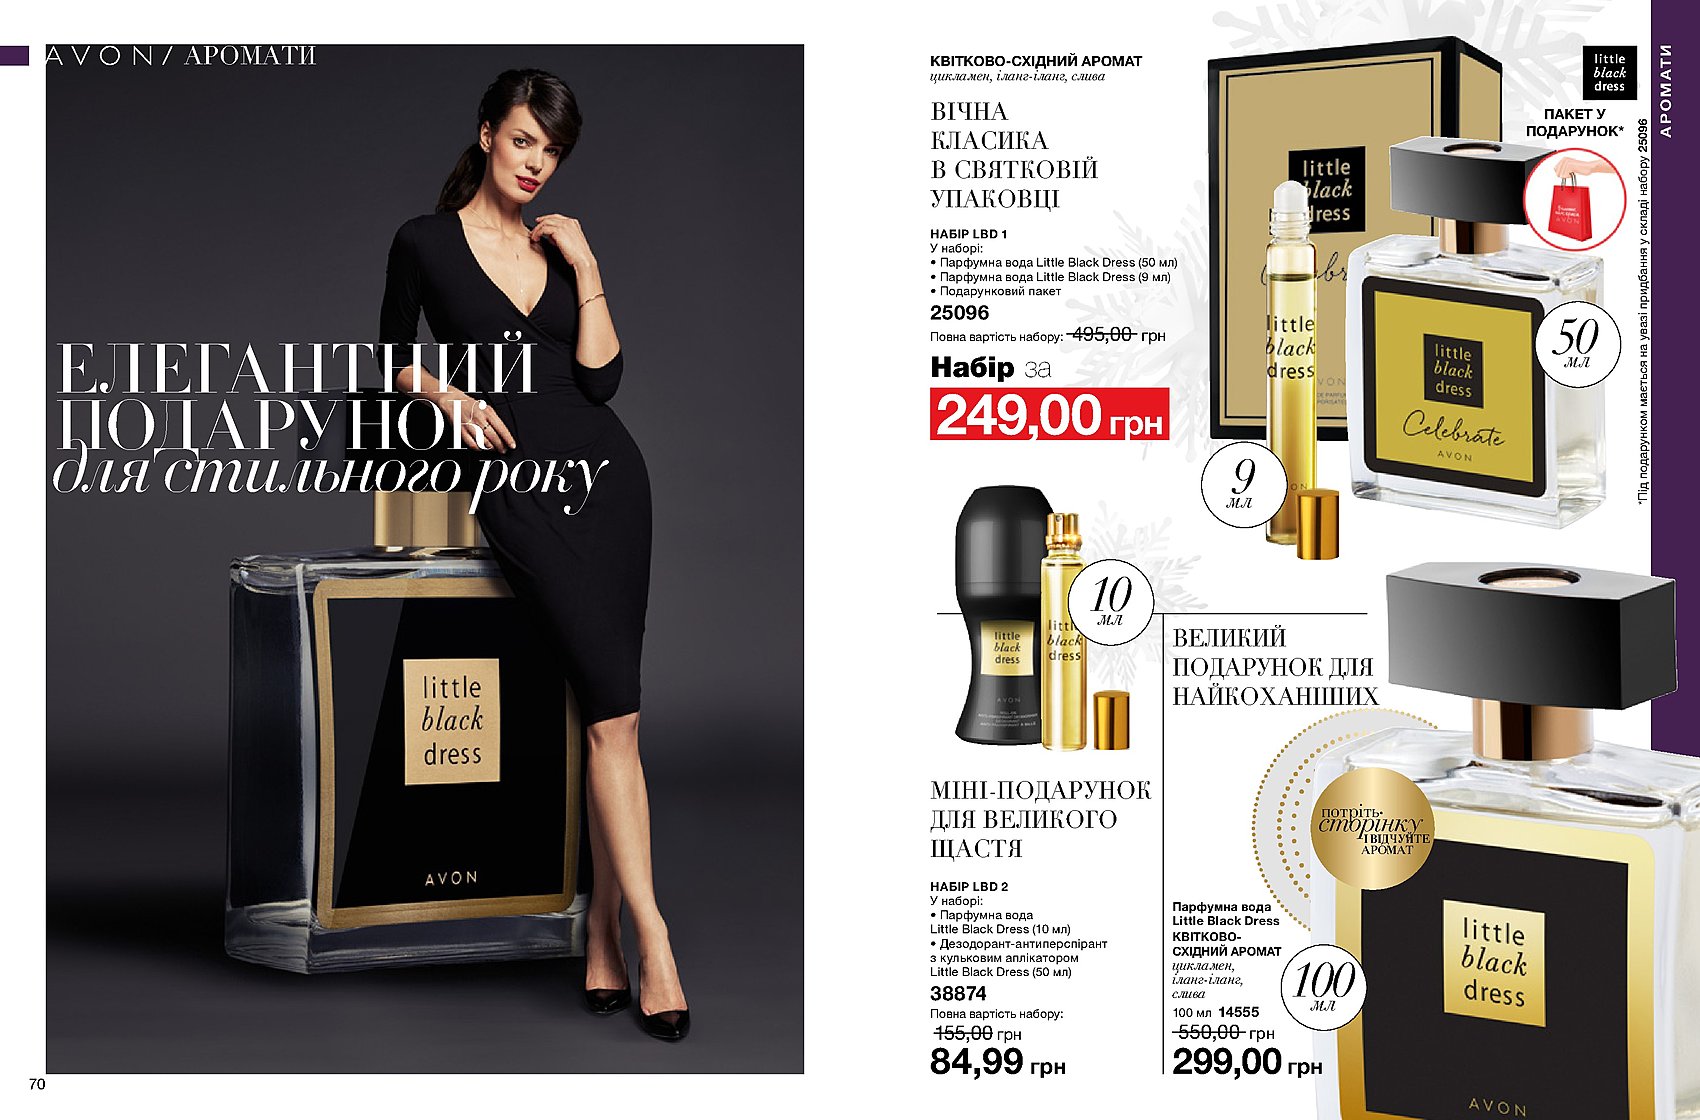 AVON / АРОМАТИ
ЕЛЕГАНТНИЙ
ПОДАРУНОК
для стильного року
little
black
dress
AVON
70
КВІТКОВО-СХІДНИЙ АРОМАТ
цикламен, іланг-іланг, слива
ВІЧНА
КЛАСИКА
В СВЯТКОВІЙ
УПАКОВЦІ
НАБІР LBD 1
У наборі:
• Парфумна вода Little Black Dress (50 мл)
• Парфумна вода Little Black Dress (9 мл)
• Подарунковий пакет
25096
Повна вартість набору: 495,00 грн
Набір за
249,00 грн
little
black
dress
little
black
dress
AVON
9
мл
little
black
dress
Celebrate
AVON
50
мл
little
black
dress
ПАКЕТ У
ПОДАРУНОК*
AVON
АРОМАТИ
*Під подарунком мається на увазі придбання у складі набору 25096
little
black
dress
AVON
little
black
dress
10
мл
МІНІ-ПОДАРУНОК
ДЛЯ ВЕЛИКОГО
ЩАСТЯ
НАБІР LBD 2
У наборі:
• Парфумна вода
Little Black Dress (10 мл)
• Дезодорант-антиперспірант
з кульковим аплікатором
Little Black Dress (50 мл)
38874
Повна вартість набору:
155,00 грн
84,99 грн
ВЕЛИКИЙ
ПОДАРУНОК ДЛЯ
НАЙКОХАНІШИХ
ПОТРІТЬ
сторінку
І ВІДЧУЙТЕ
АРОМАТ
Парфумна вода
Little Black Dress
КВІТКОВО-
СХІДНИЙ АРОМАТ
цикламен,
іланг-іланг,
слива
100 мл 14555
550,00 грн
299,00 грн
100
мл
little
black
dress
AVON